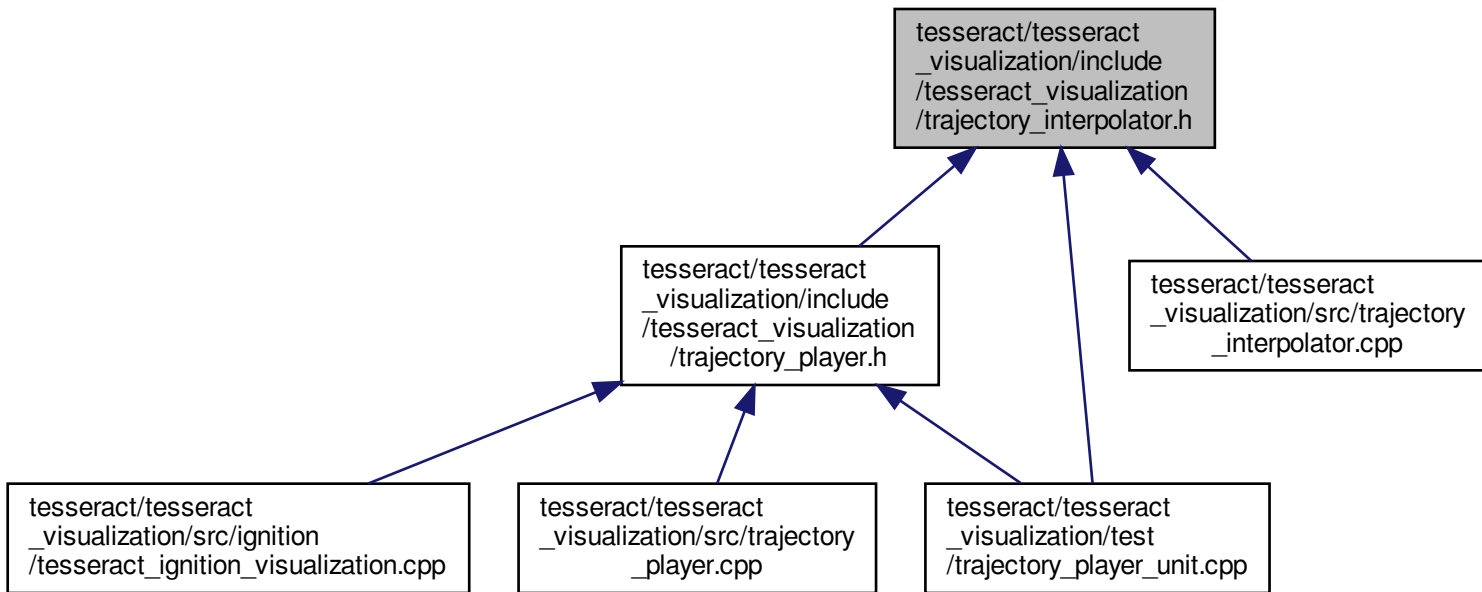 tesseract/tesseract
_visualization/include
/tesseract_visualization
/trajectory_interpolator.h
tesseract/tesseract
_visualization/include
/tesseract_visualization
/trajectory_player.h
tesseract/tesseract
_visualization/src/trajectory
_interpolator.cpp
tesseract/tesseract
_visualization/src/ignition
/tesseract_ignition_visualization.cpp
tesseract/tesseract
_visualization/src/trajectory
_player.cpp
tesseract/tesseract
_visualization/test
/trajectory_player_unit.cpp